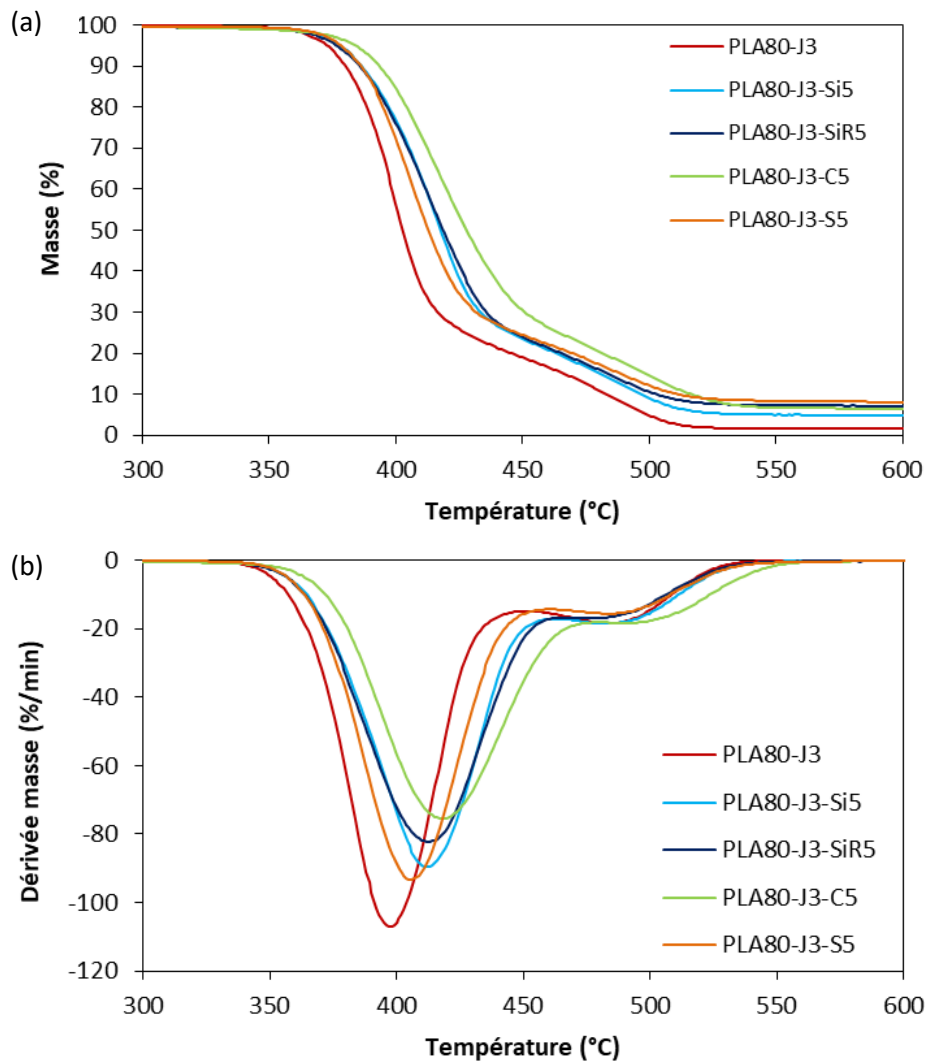 (a)
100
90
80
70
60
50
40
30
20
10
0
Masse (%)
PLA80-J3
PLA80-J3-Si5
PLA80-J3-SiR5
PLA80-J3-C5
PLA80-J3-S5
300 350 400 450 500 550 600
Température (°C)
(b)
0
-20
-40
-60
-80
-100
-120
Dérivée masse (%/min)
PLA80-J3
PLA80-J3-Si5
PLA80-J3-SiR5
PLA80-J3-C5
PLA80-J3-S5
300 350 400 450 500 550 600
Température (°C)